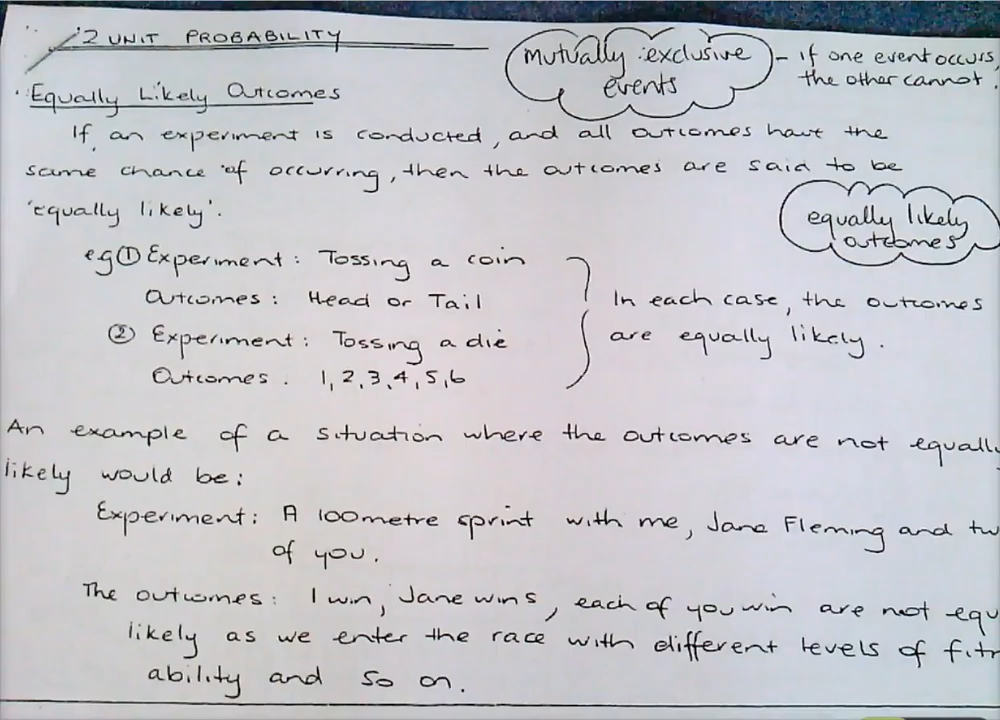 2 UNIT PROBABILITY
mutually exclusive events - if one event occurs, the other cannot.
Equally Likely Outcomes
If an experiment is conducted, and all outcomes have the
same chance of occurring, then the outcomes are said to be
'equally likely'.
equally likely outcomes
eg ① Experiment: Tossing a coin
Outcomes: Head or Tail
② Experiment: Tossing a die
Outcomes. 1, 2, 3, 4, 5, 6
In each case, the outcomes
are equally likely.
An example of a situation where the outcomes are not equally
likely would be:
Experiment: A 100metre sprint with me, Jane Fleming and tw
of you.
The outcomes: I win, Jane wins, each of you win are not equ
likely as we enter the race with different levels of fitn
ability and so on.